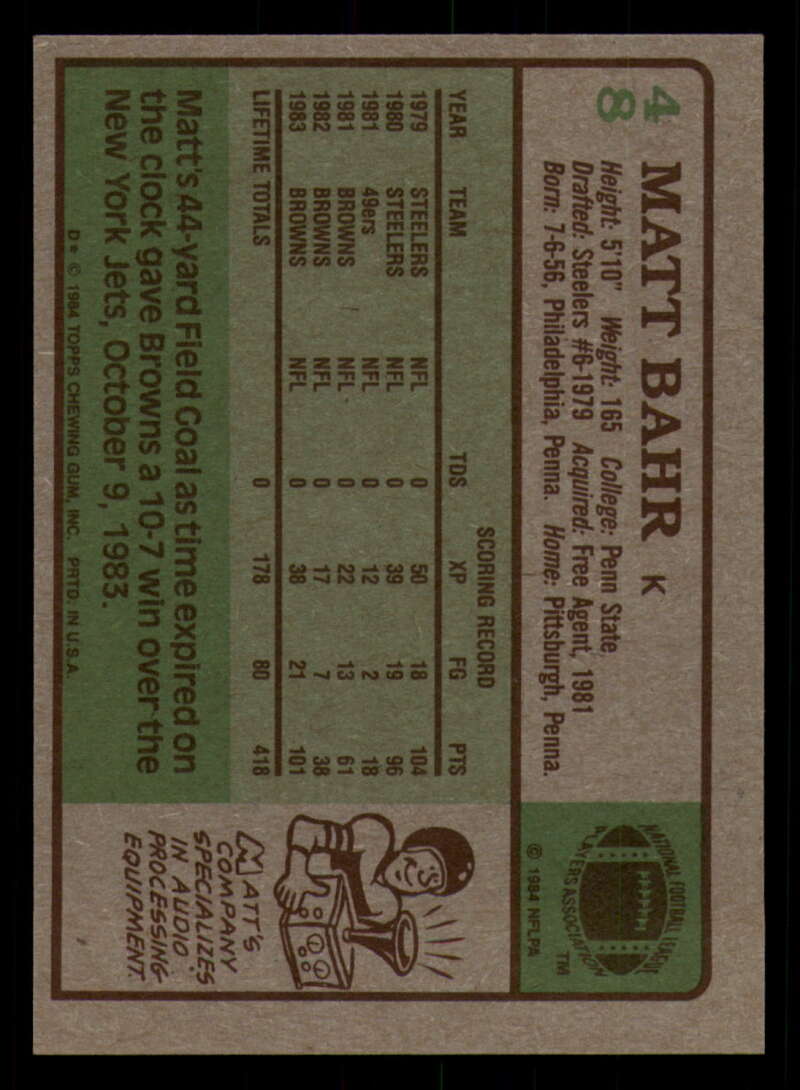 48
MATT BAHR K
Height: 5'10" Weight: 165 College: Penn State
Drafted: Steelers #6-1979 Acquired: Free Agent, 1981
Born: 7-6-56, Philadelphia, Penna. Home: Pittsburgh, Penna.
NATIONAL FOOTBALL LEAGUE
PLAYERS ASSOCIATION
TM
© 1984 NFLPA
SCORING RECORD
YEAR TEAM TDS XP FG PTS
1979 STEELERS NFL 0 50 18 104
1980 STEELERS NFL 0 39 19 96
1981 49ers NFL 0 12 2 18
1981 BROWNS NFL 0 22 13 61
1982 BROWNS NFL 0 17 7 38
1983 BROWNS NFL 0 38 21 101
LIFETIME TOTALS 0 178 80 418
Matt's 44-yard Field Goal as time expired on
the clock gave Browns a 10-7 win over the
New York Jets, October 9, 1983.
D* © 1984 TOPPS CHEWING GUM, INC. PRTD. IN U.S.A.
MATT'S
COMPANY
SPECIALIZES
IN AUDIO
PROCESSING
EQUIPMENT.